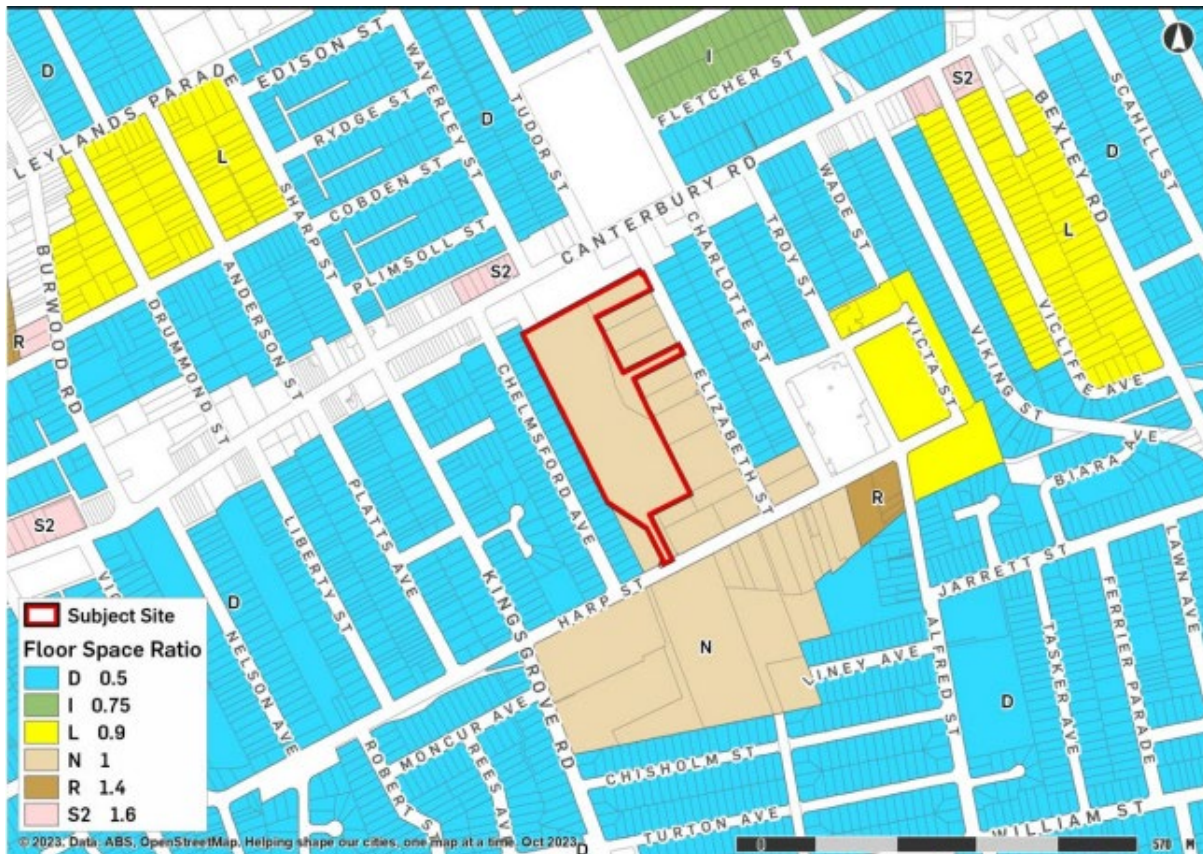 EDISON ST
LEYLANDS PARADE
D
I
S2
FLETCHER ST
SCAHILL ST
WAVERLEY ST
TUDOR ST
RYDGE ST
D
BEXLEY RD
D
L
COBDEN ST
SHARP ST
CANTERBURY RD
WADE ST
L
PLIMSOLL ST
S2
CHARLOTTE ST
TROY ST
BURWOOD RD
DRUMMOND ST
ANDERSON ST
R
VICTA ST
VIKING ST
VICLIFFE AVE
CHELMSFORD AVE
ELIZABETH ST
BIARA AVE
S2
LIBERTY ST
PLATTS AVE
R
KINGSGROVE RD
HARP ST
JARRETT ST
LAWN AVE
D
NELSON AVE
N
ALFRED ST
TASKER AVE
FERRIER PARADE
LINEY AVE
D
MONCUR AVE
ROBERT ST
REES AVE
CHISHOLM ST
TURTON AVE
WILLIAM ST
D
Subject Site
Floor Space Ratio
D 0.5
I 0.75
L 0.9
N 1
R 1.4
S2 1.6
© 2023. Data: ABS, OpenStreetMap, Helping shape our cities, one map at a time. Oct 2023
0
570